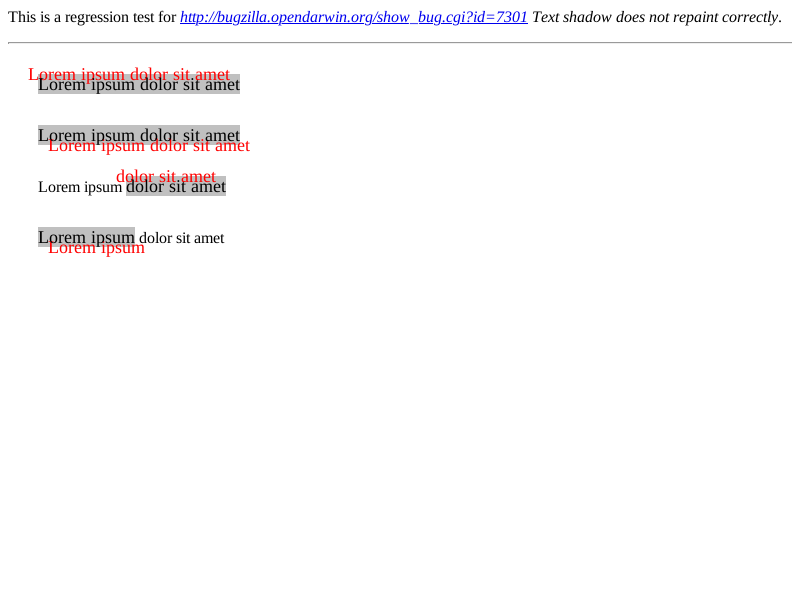 This is a regression test for http://bugzilla.opendarwin.org/show_bug.cgi?id=7301 Text shadow does not repaint correctly.
Lorem ipsum dolor sit amet
Lorem ipsum dolor sit amet
Lorem ipsum dolor sit amet
Lorem ipsum dolor sit amet
dolor sit amet
Lorem ipsum dolor sit amet
Lorem ipsum dolor sit amet
Lorem ipsum